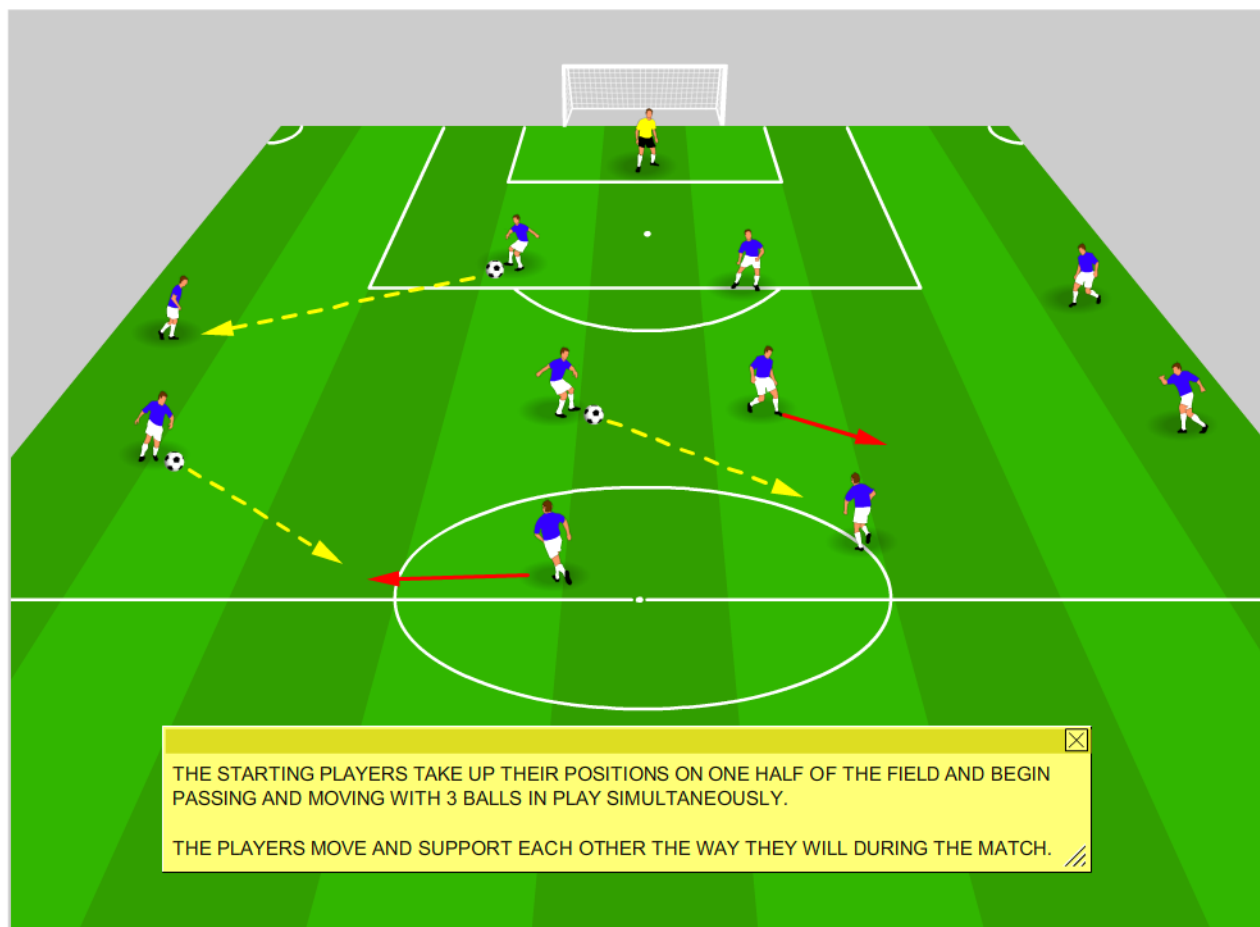 THE STARTING PLAYERS TAKE UP THEIR POSITIONS ON ONE HALF OF THE FIELD AND BEGIN
PASSING AND MOVING WITH 3 BALLS IN PLAY SIMULTANEOUSLY.
THE PLAYERS MOVE AND SUPPORT EACH OTHER THE WAY THEY WILL DURING THE MATCH.